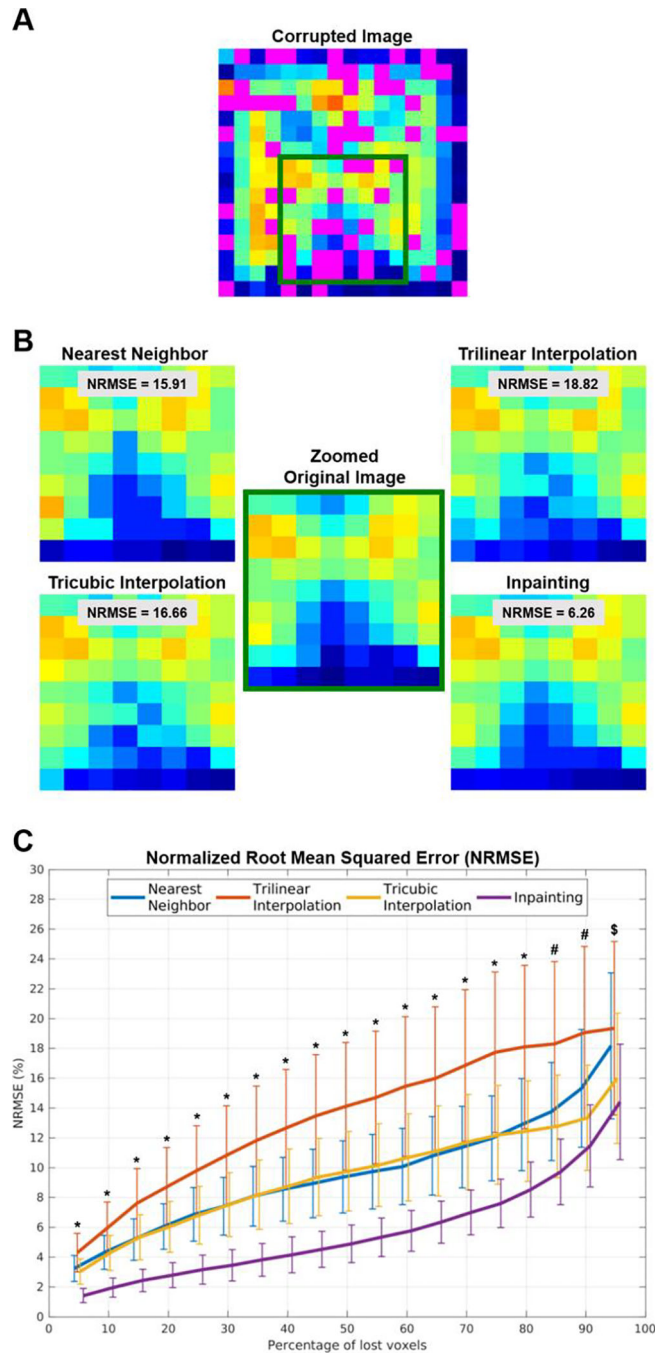 A
Corrupted Image
B
Nearest Neighbor
NRMSE = 15.91
Trilinear Interpolation
NRMSE = 18.82
Zoomed
Original Image
Tricubic Interpolation
NRMSE = 16.66
Inpainting
NRMSE = 6.26
C
Normalized Root Mean Squared Error (NRMSE)
Nearest
Neighbor
Trilinear
Interpolation
Tricubic
Interpolation
Inpainting
30
28
26
24
22
20
18
16
14
12
10
8
6
4
2
0
NRMSE (%)
* * * * * * * * * * * * * * * * # # $
0 10 20 30 40 50 60 70 80 90 100
Percentage of lost voxels